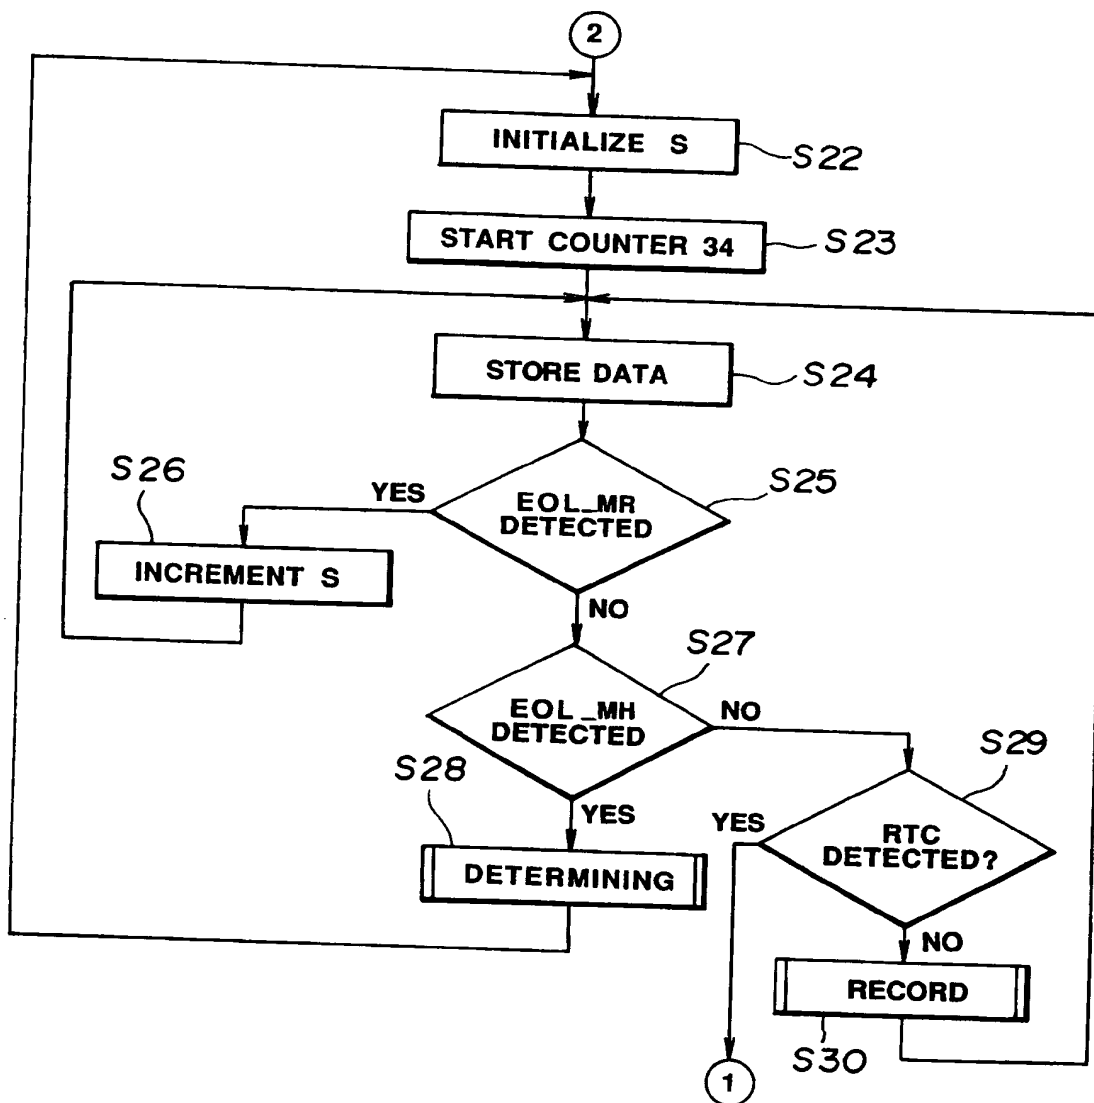 2
INITIALIZE S
S22
START COUNTER 34
S23
STORE DATA
S24
S26
YES
EOL_MR
DETECTED
S25
INCREMENT S
NO
S27
EOL_MH
DETECTED
NO
S29
S28
YES
YES
RTC
DETECTED?
DETERMINING
NO
RECORD
S30
1